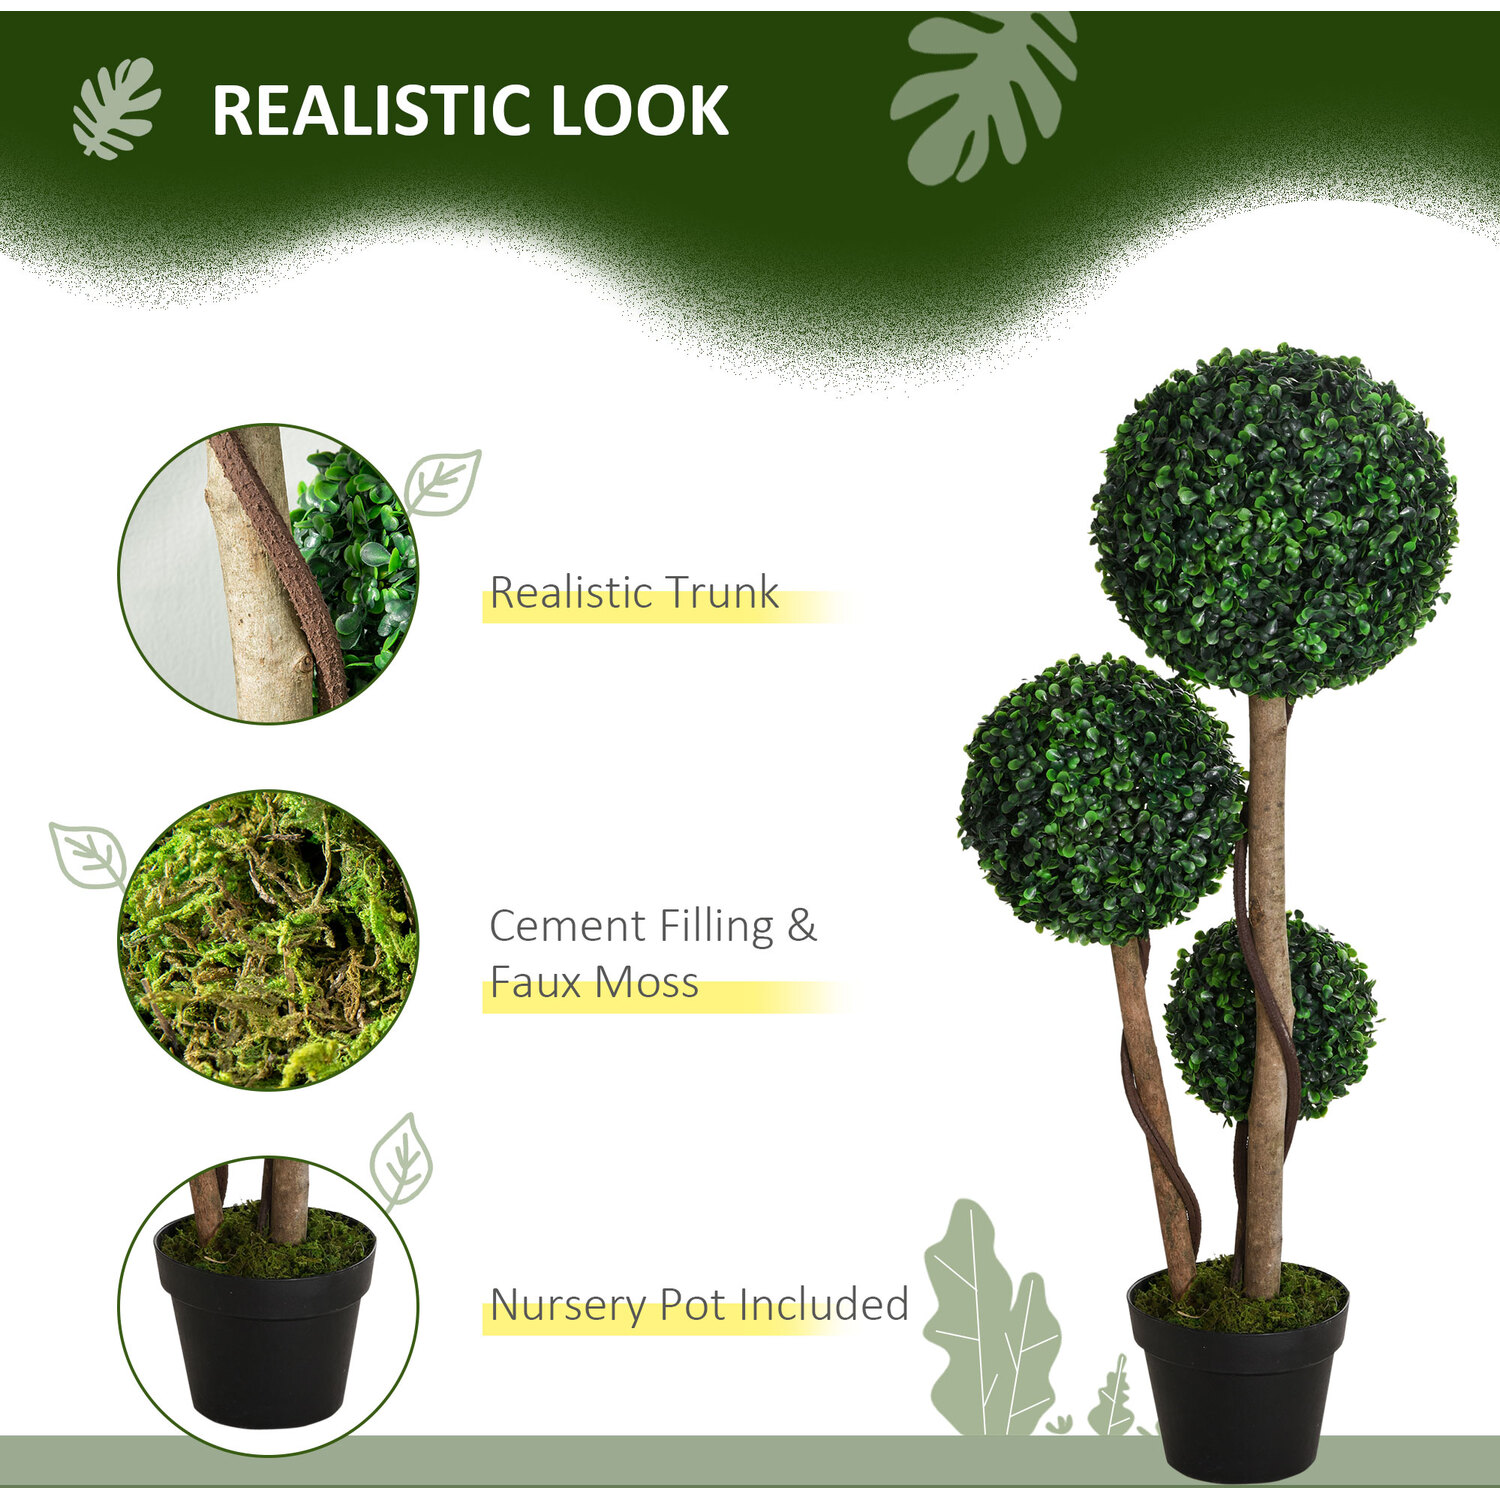 REALISTIC LOOK
Realistic Trunk
Cement Filling &
Faux Moss
Nursery Pot Included